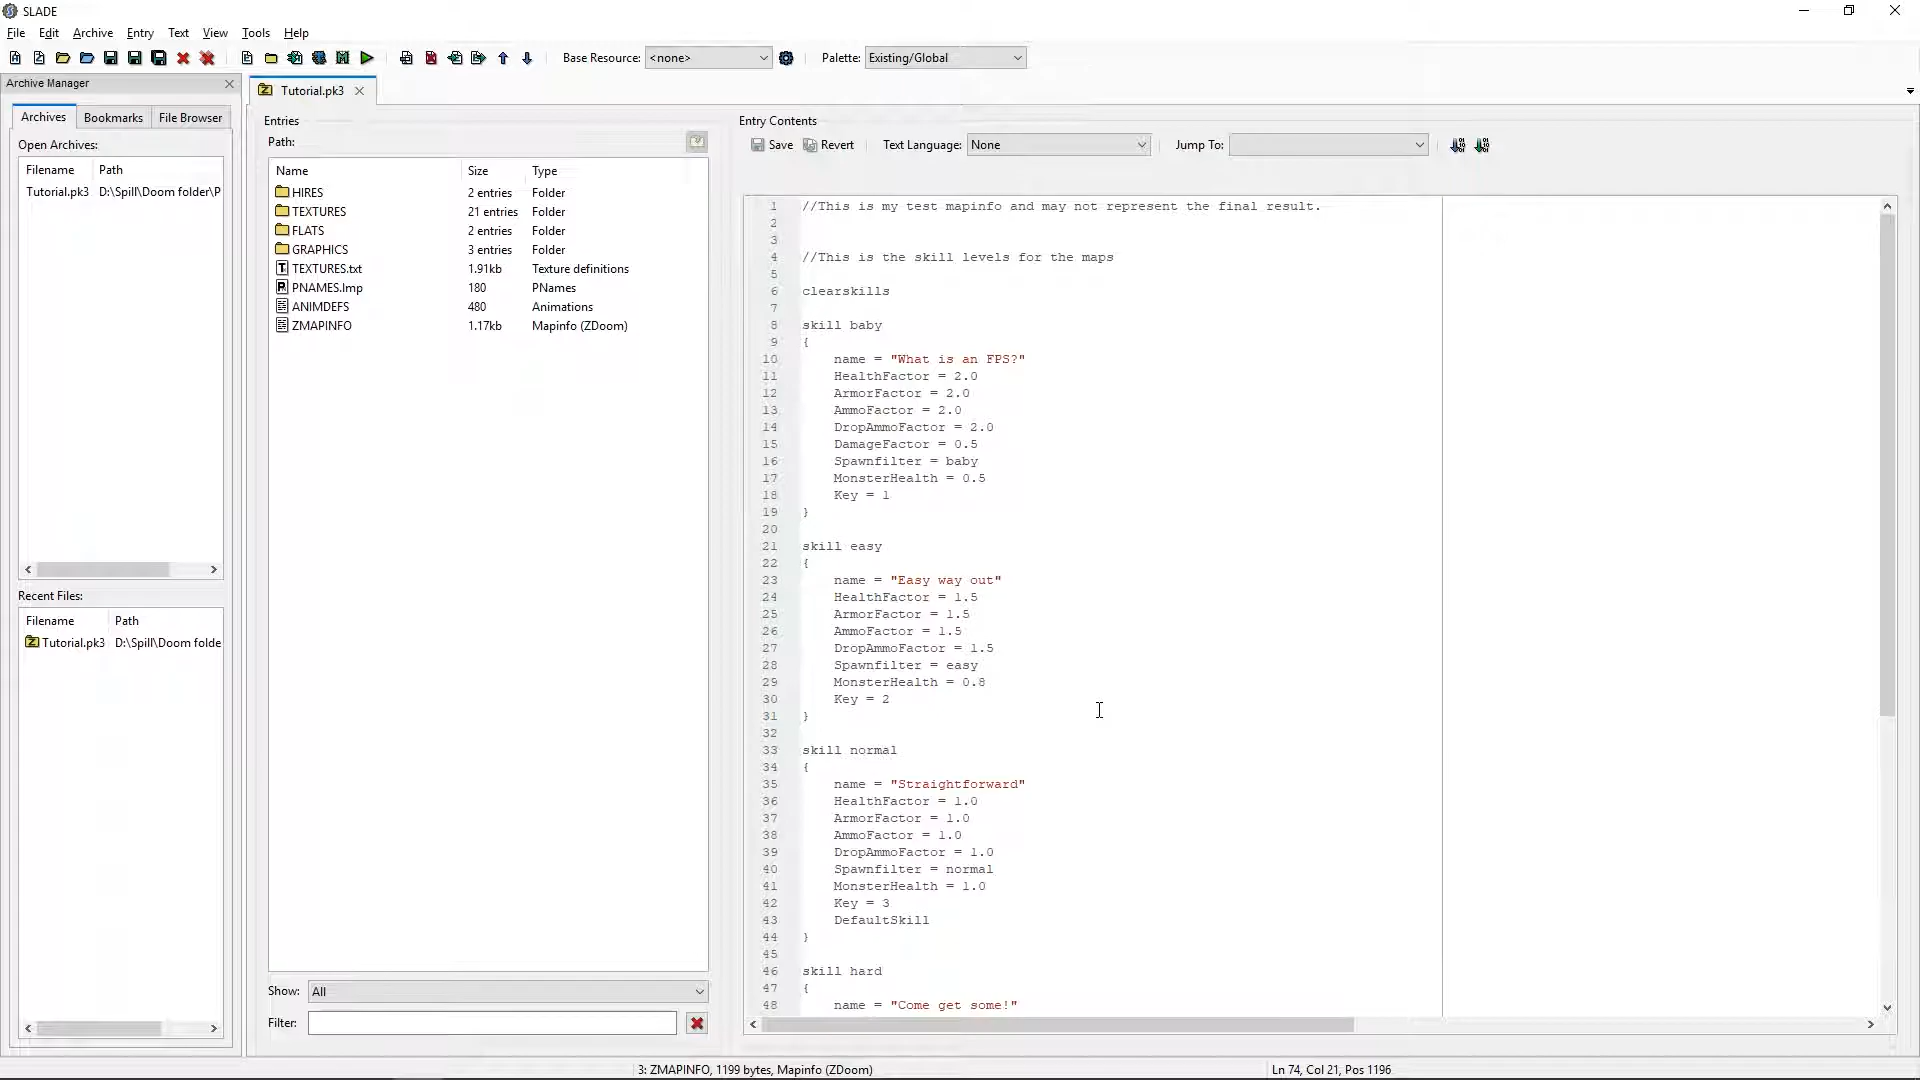 SLADE
File Edit Archive Entry Text View Tools Help
Base Resource: <none> Palette: Existing/Global
Archive Manager
Archives Bookmarks File Browser
Open Archives:
Filename Path
Tutorial.pk3 D:\Spill\Doom folder\P
Recent Files:
Filename Path
Tutorial.pk3 D:\Spill\Doom folde
Tutorial.pk3
Entries
Path:
Name Size Type
HIRES 2 entries Folder
TEXTURES 21 entries Folder
FLATS 2 entries Folder
GRAPHICS 3 entries Folder
TEXTURES.txt 1.91kb Texture definitions
PNAMES.lmp 180 PNames
ANIMDEFS 480 Animations
ZMAPINFO 1.17kb Mapinfo (ZDoom)
Show: All
Filter:
Entry Contents
Save Revert Text Language: None Jump To:
1 //This is my test mapinfo and may not represent the final result.
2
3
4 //This is the skill levels for the maps
5
6 clearskills
7
8 skill baby
9 {
10 name = "What is an FPS?"
11 HealthFactor = 2.0
12 ArmorFactor = 2.0
13 AmmoFactor = 2.0
14 DropAmmoFactor = 2.0
15 DamageFactor = 0.5
16 Spawnfilter = baby
17 MonsterHealth = 0.5
18 Key = 1
19 }
20
21 skill easy
22 {
23 name = "Easy way out"
24 HealthFactor = 1.5
25 ArmorFactor = 1.5
26 AmmoFactor = 1.5
27 DropAmmoFactor = 1.5
28 Spawnfilter = easy
29 MonsterHealth = 0.8
30 Key = 2
31 }
32
33 skill normal
34 {
35 name = "Straightforward"
36 HealthFactor = 1.0
37 ArmorFactor = 1.0
38 AmmoFactor = 1.0
39 DropAmmoFactor = 1.0
40 Spawnfilter = normal
41 MonsterHealth = 1.0
42 Key = 3
43 DefaultSkill
44 }
45
46 skill hard
47 {
48 name = "Come get some!"
3: ZMAPINFO, 1199 bytes, Mapinfo (ZDoom) Ln 74, Col 21, Pos 1196